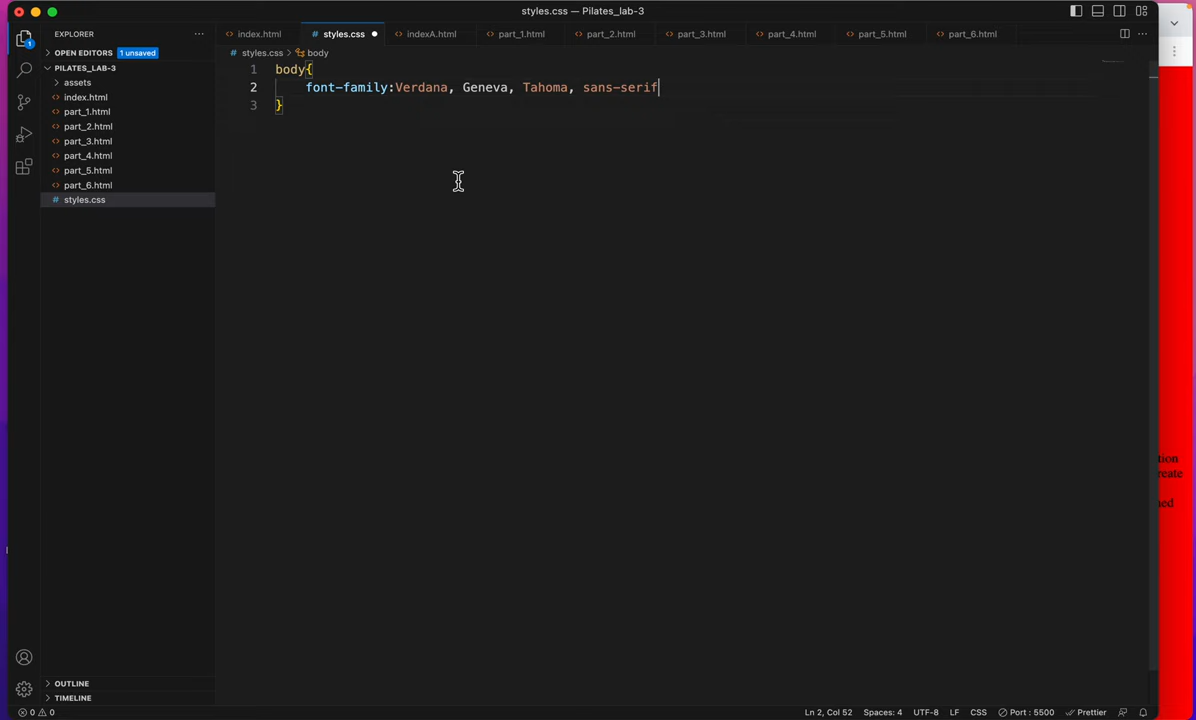 styles.css — Pilates_lab-3
EXPLORER
index.html
styles.css
indexA.html
part_1.html
part_2.html
part_3.html
part_4.html
part_5.html
part_6.html
OPEN EDITORS 1 unsaved
styles.css > body
PILATES_LAB-3
assets
index.html
part_1.html
part_2.html
part_3.html
part_4.html
part_5.html
part_6.html
styles.css
1 body{
2 font-family:Verdana, Geneva, Tahoma, sans-serif
3 }
1
tion
reate
ned
OUTLINE
TIMELINE
0 0
Ln 2, Col 52 Spaces: 4 UTF-8 LF CSS Port : 5500 Prettier